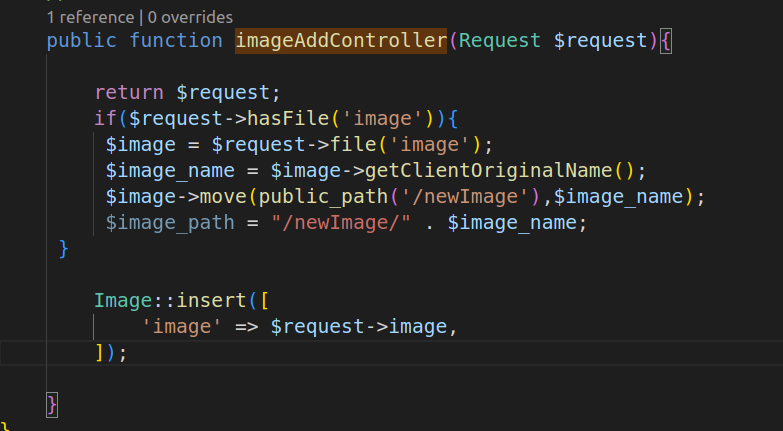 1 reference | 0 overrides
public function imageAddController(Request $request){
return $request;
if($request->hasFile('image')){
$image = $request->file('image');
$image_name = $image->getClientOriginalName();
$image->move(public_path('/newImage'),$image_name);
$image_path = "/newImage/" . $image_name;
}
Image::insert([
'image' => $request->image,
]);
}
}